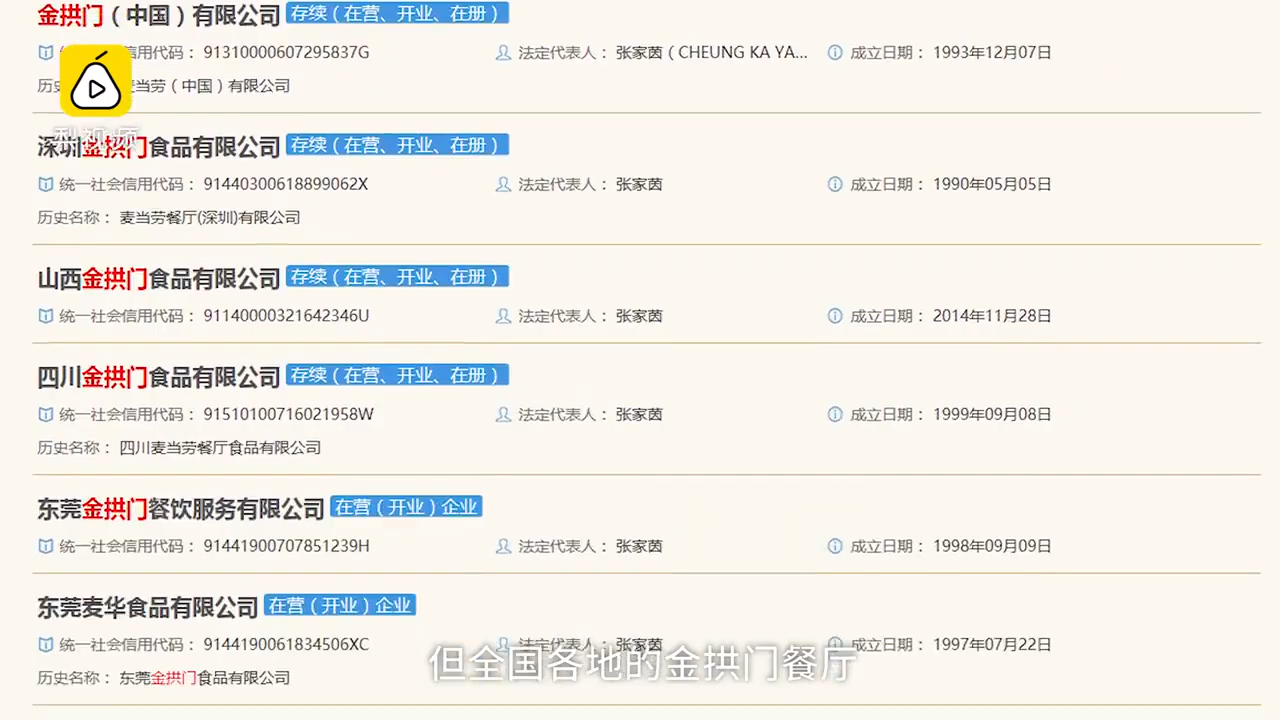 金拱门（中国）有限公司 存续（在营、开业、在册）
信用代码： 91310000607295837G 法定代表人： 张家茵（CHEUNG KA YA... 成立日期： 1993年12月07日
历史 麦当劳（中国）有限公司
梨视频
深圳金拱门食品有限公司 存续（在营、开业、在册）
统一社会信用代码： 91440300618899062X 法定代表人： 张家茵 成立日期： 1990年05月05日
历史名称： 麦当劳餐厅(深圳)有限公司
山西金拱门食品有限公司 存续（在营、开业、在册）
统一社会信用代码： 91140000321642346U 法定代表人： 张家茵 成立日期： 2014年11月28日
四川金拱门食品有限公司 存续（在营、开业、在册）
统一社会信用代码： 91510100716021958W 法定代表人： 张家茵 成立日期： 1999年09月08日
历史名称： 四川麦当劳餐厅食品有限公司
东莞金拱门餐饮服务有限公司 在营（开业）企业
统一社会信用代码： 91441900707851239H 法定代表人： 张家茵 成立日期： 1998年09月09日
东莞麦华食品有限公司 在营（开业）企业
统一社会信用代码： 9144190061834506XC 法定代表人： 张家茵 成立日期： 1997年07月22日
历史名称： 东莞金拱门食品有限公司
但全国各地的金拱门餐厅